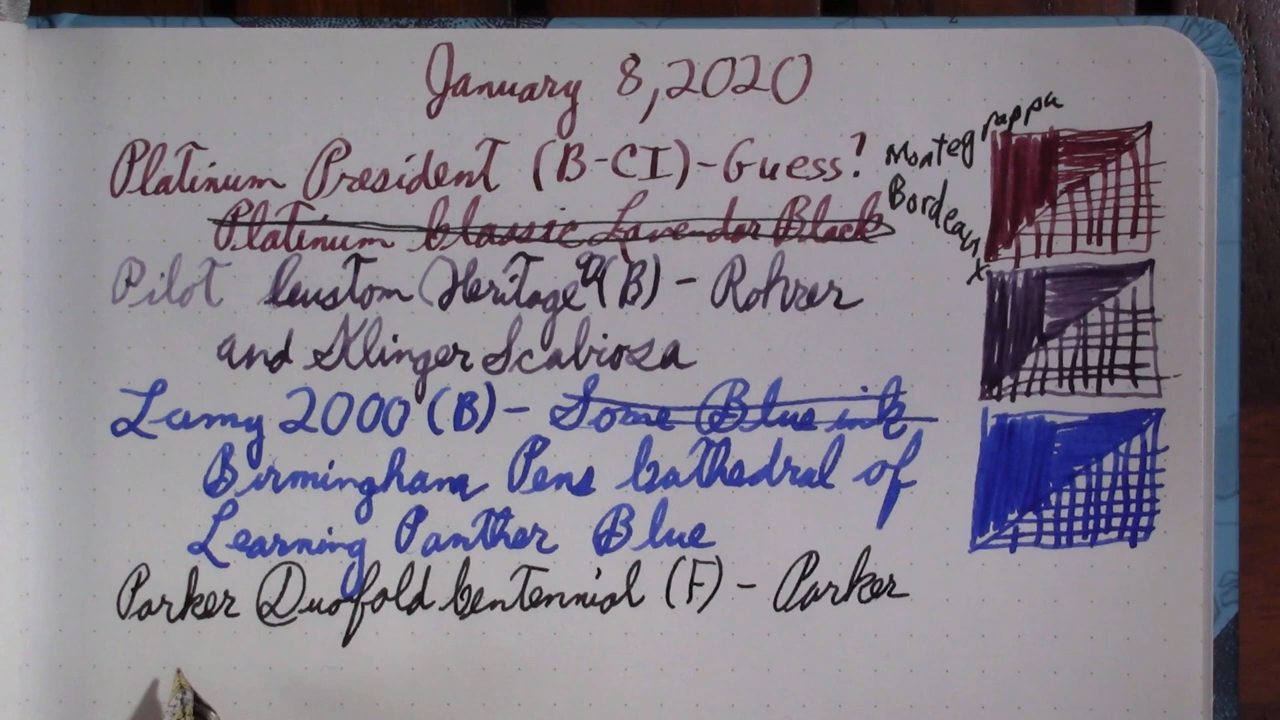 January 8, 2020
Platinum President (B-CI)-Guess?
Montegrappa
Bordeaux
Platinum Classic Lavender Black
Pilot Custom Heritage 912 (B) - Rohrer
and Klinger Scabiosa
Lamy 2000 (B) - Some Blue ink
Birmingham Pens Cathedral of
Learning Panther Blue
Parker Duofold Centennial (F) - Parker